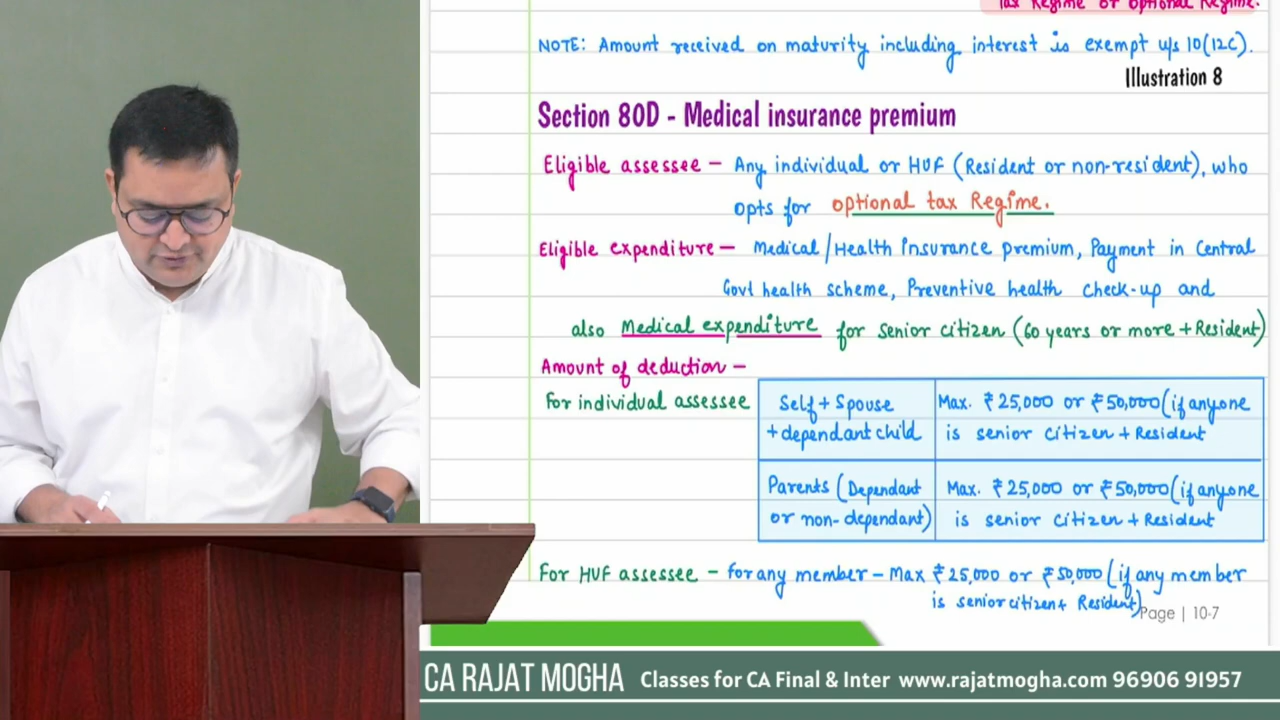 Tax Regime or Optional Regime.
NOTE: Amount received on maturity including interest is exempt u/s 10(12C).
Illustration 8
Section 80D - Medical insurance premium
Eligible assessee – Any individual or HUF (Resident or non-resident), who
opts for optional tax Regime.
Eligible expenditure – Medical/Health Insurance premium, Payment in Central
Govt health scheme, Preventive health check-up and
also Medical expenditure for senior citizen (60 years or more + Resident)
Amount of deduction –
For individual assessee
Self + Spouse
+ dependant child
Max. ₹ 25,000 or ₹ 50,000 (if anyone
is senior citizen + Resident
Parents (Dependant
or non-dependant)
Max. ₹ 25,000 or ₹ 50,000 (if anyone
is senior citizen + Resident
For HUF assessee – for any member – Max ₹ 25,000 or ₹ 50,000 (if any member
is senior citizen + Resident)
Page | 10-7
CA RAJAT MOGHA Classes for CA Final & Inter www.rajatmogha.com 96906 91957